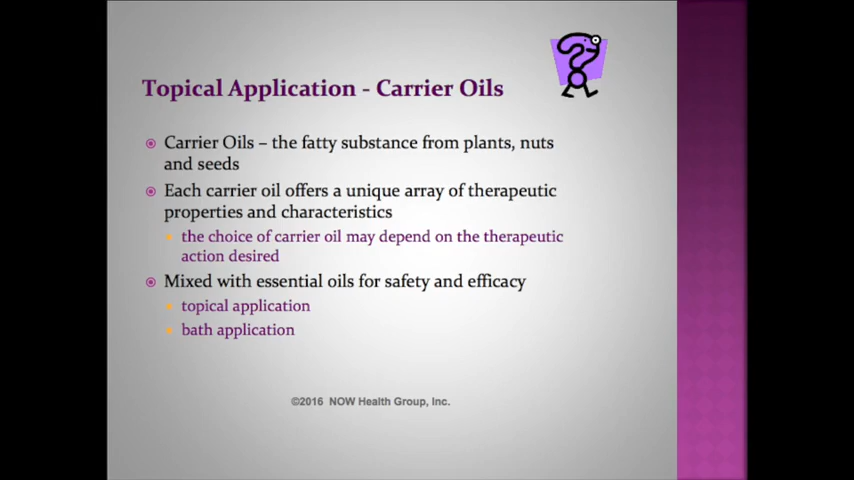 Topical Application - Carrier Oils
Carrier Oils – the fatty substance from plants, nuts
and seeds
Each carrier oil offers a unique array of therapeutic
properties and characteristics
the choice of carrier oil may depend on the therapeutic
action desired
Mixed with essential oils for safety and efficacy
topical application
bath application
©2016 NOW Health Group, Inc.